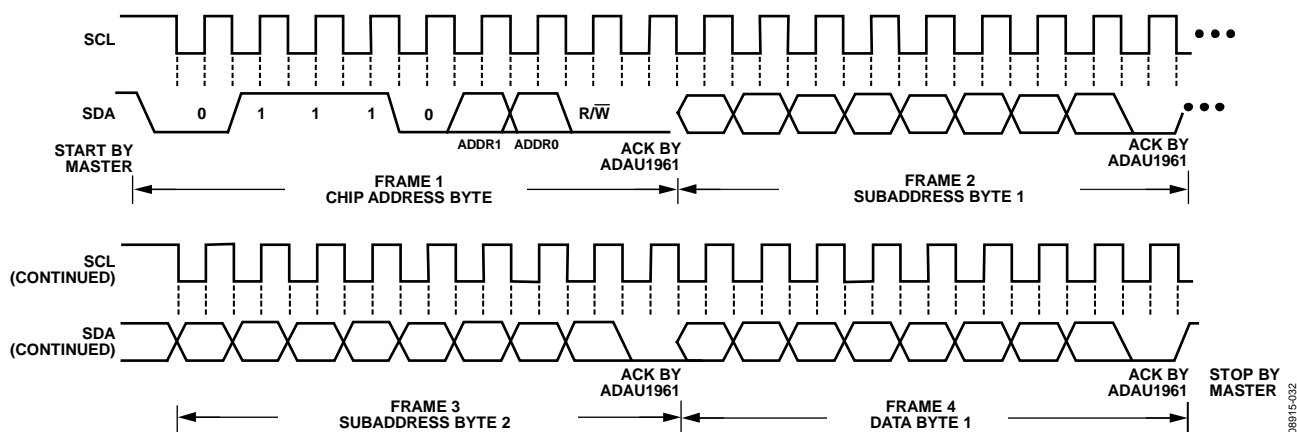 SCL
SDA
0 1 1 1 0 R/W̅
ADDR1 ADDR0
START BY
MASTER
ACK BY
ADAU1961
ACK BY
ADAU1961
FRAME 1
CHIP ADDRESS BYTE
FRAME 2
SUBADDRESS BYTE 1
SCL
(CONTINUED)
SDA
(CONTINUED)
ACK BY
ADAU1961
ACK BY
ADAU1961
STOP BY
MASTER
FRAME 3
SUBADDRESS BYTE 2
FRAME 4
DATA BYTE 1
08915-032